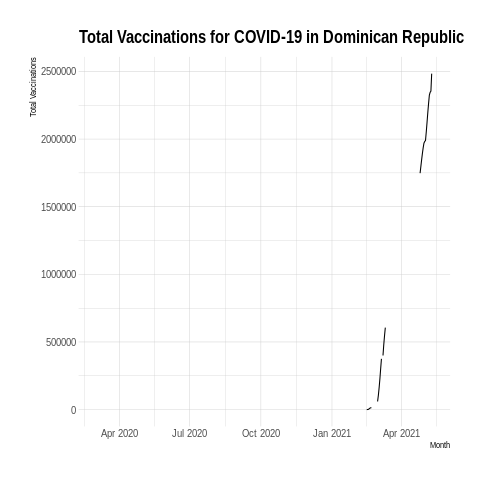 Total Vaccinations for COVID-19 in Dominican Republic
Total Vaccinations
2500000
2000000
1500000
1000000
500000
0
Apr 2020 Jul 2020 Oct 2020 Jan 2021 Apr 2021
Month